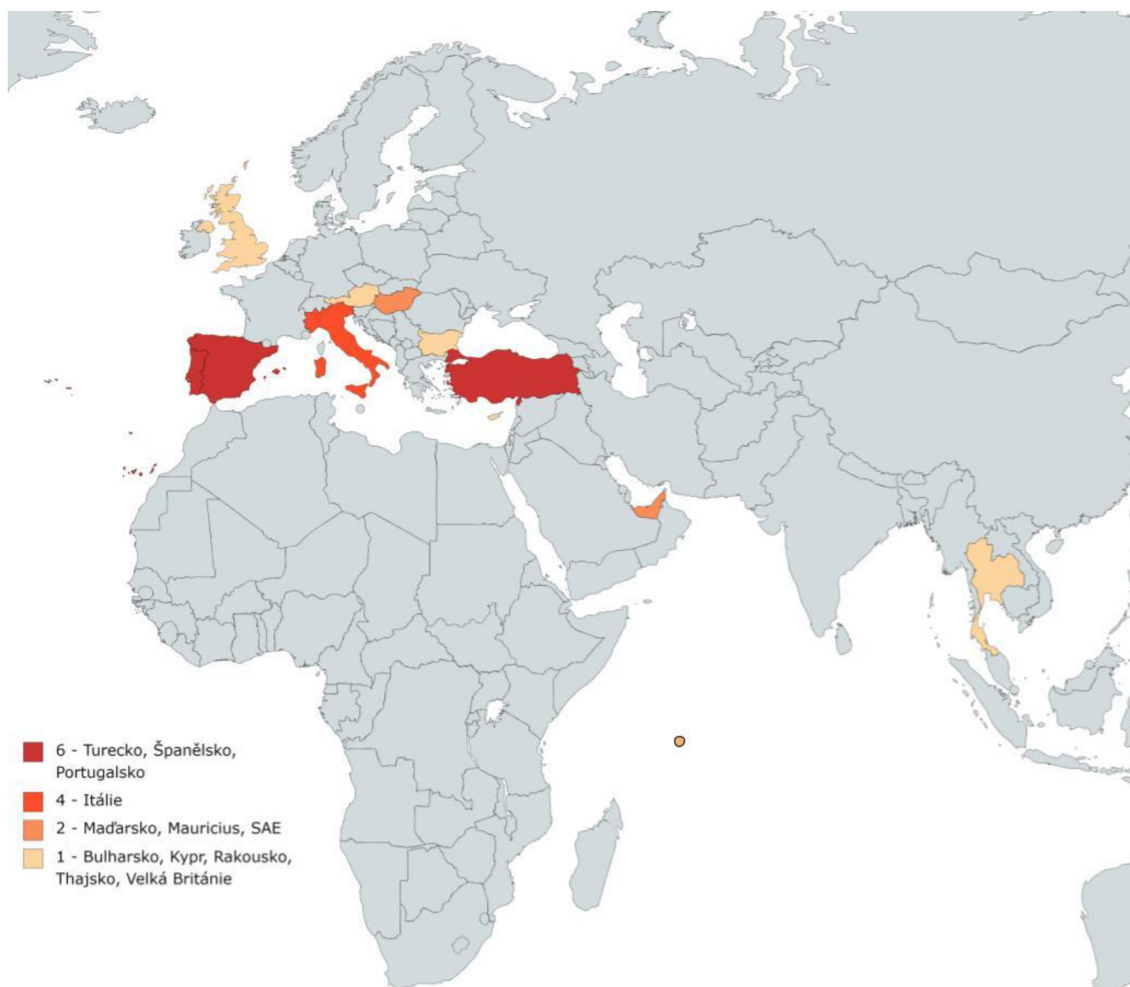 6 - Turecko, Španělsko,
Portugalsko
4 - Itálie
2 - Maďarsko, Mauricius, SAE
1 - Bulharsko, Kypr, Rakousko,
Thajsko, Velká Británie